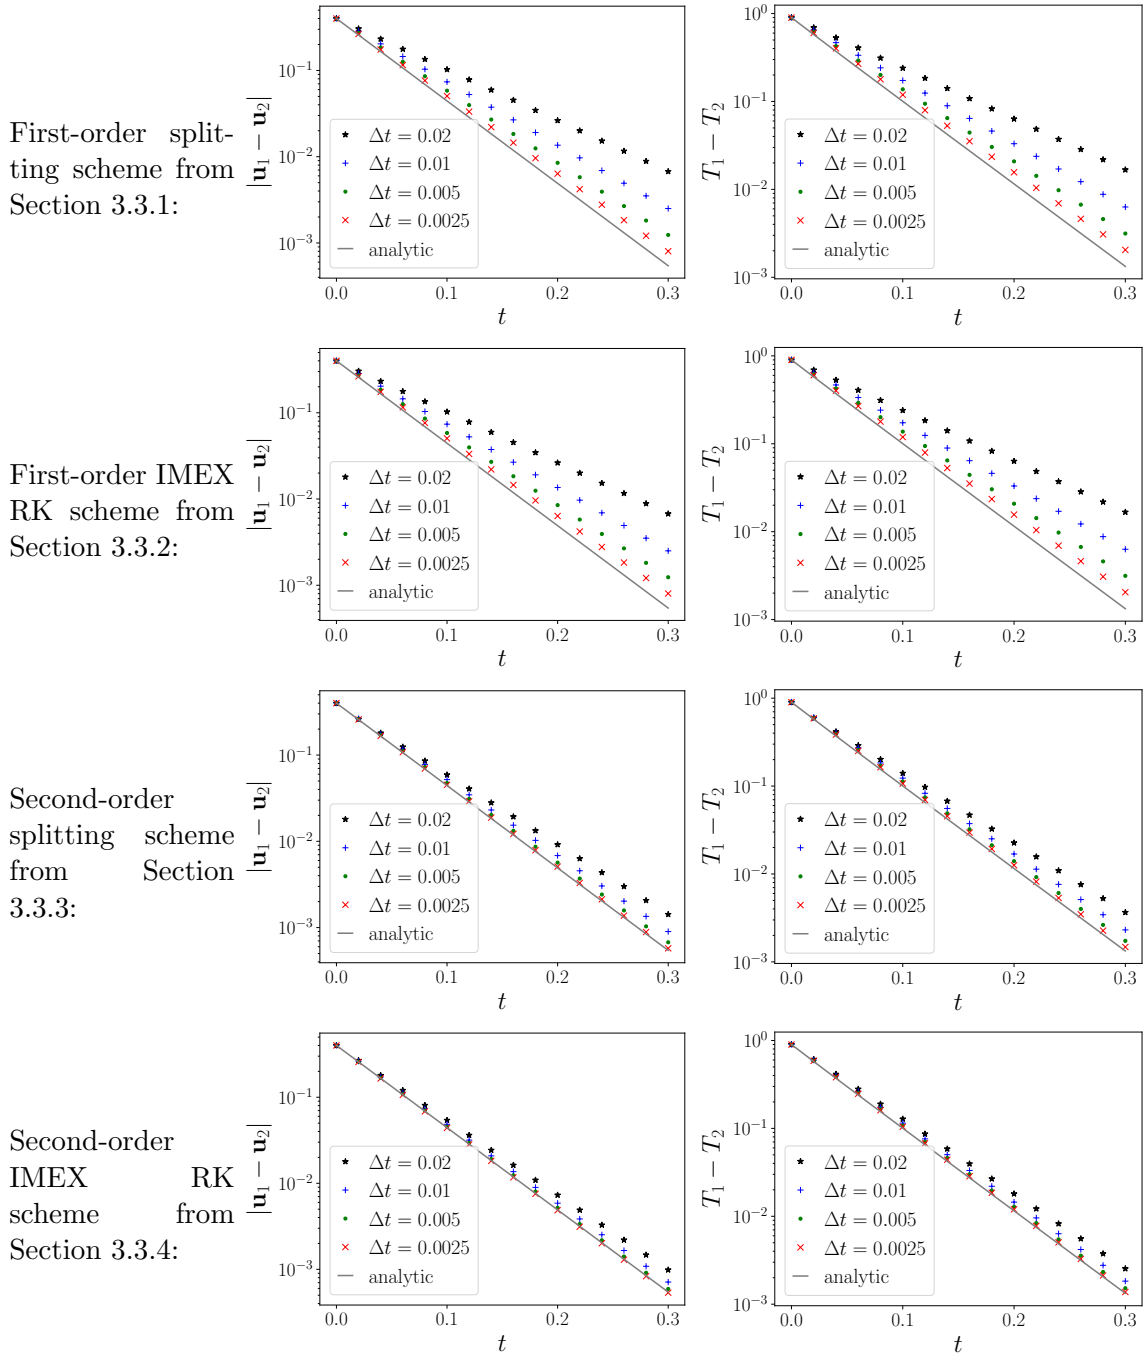 First-order split-
ting scheme from
Section 3.3.1:
|u₁ − u₂|
10⁻¹
10⁻²
10⁻³
Δt = 0.02
Δt = 0.01
Δt = 0.005
Δt = 0.0025
analytic
0.0 0.1 0.2 0.3
t
T₁ − T₂
10⁰
10⁻¹
10⁻²
10⁻³
Δt = 0.02
Δt = 0.01
Δt = 0.005
Δt = 0.0025
analytic
0.0 0.1 0.2 0.3
t
First-order IMEX
RK scheme from
Section 3.3.2:
|u₁ − u₂|
10⁻¹
10⁻²
10⁻³
Δt = 0.02
Δt = 0.01
Δt = 0.005
Δt = 0.0025
analytic
0.0 0.1 0.2 0.3
t
T₁ − T₂
10⁰
10⁻¹
10⁻²
10⁻³
Δt = 0.02
Δt = 0.01
Δt = 0.005
Δt = 0.0025
analytic
0.0 0.1 0.2 0.3
t
Second-order
splitting scheme
from Section
3.3.3:
|u₁ − u₂|
10⁻¹
10⁻²
10⁻³
Δt = 0.02
Δt = 0.01
Δt = 0.005
Δt = 0.0025
analytic
0.0 0.1 0.2 0.3
t
T₁ − T₂
10⁰
10⁻¹
10⁻²
10⁻³
Δt = 0.02
Δt = 0.01
Δt = 0.005
Δt = 0.0025
analytic
0.0 0.1 0.2 0.3
t
Second-order
IMEX RK
scheme from
Section 3.3.4:
|u₁ − u₂|
10⁻¹
10⁻²
10⁻³
Δt = 0.02
Δt = 0.01
Δt = 0.005
Δt = 0.0025
analytic
0.0 0.1 0.2 0.3
t
T₁ − T₂
10⁰
10⁻¹
10⁻²
10⁻³
Δt = 0.02
Δt = 0.01
Δt = 0.005
Δt = 0.0025
analytic
0.0 0.1 0.2 0.3
t